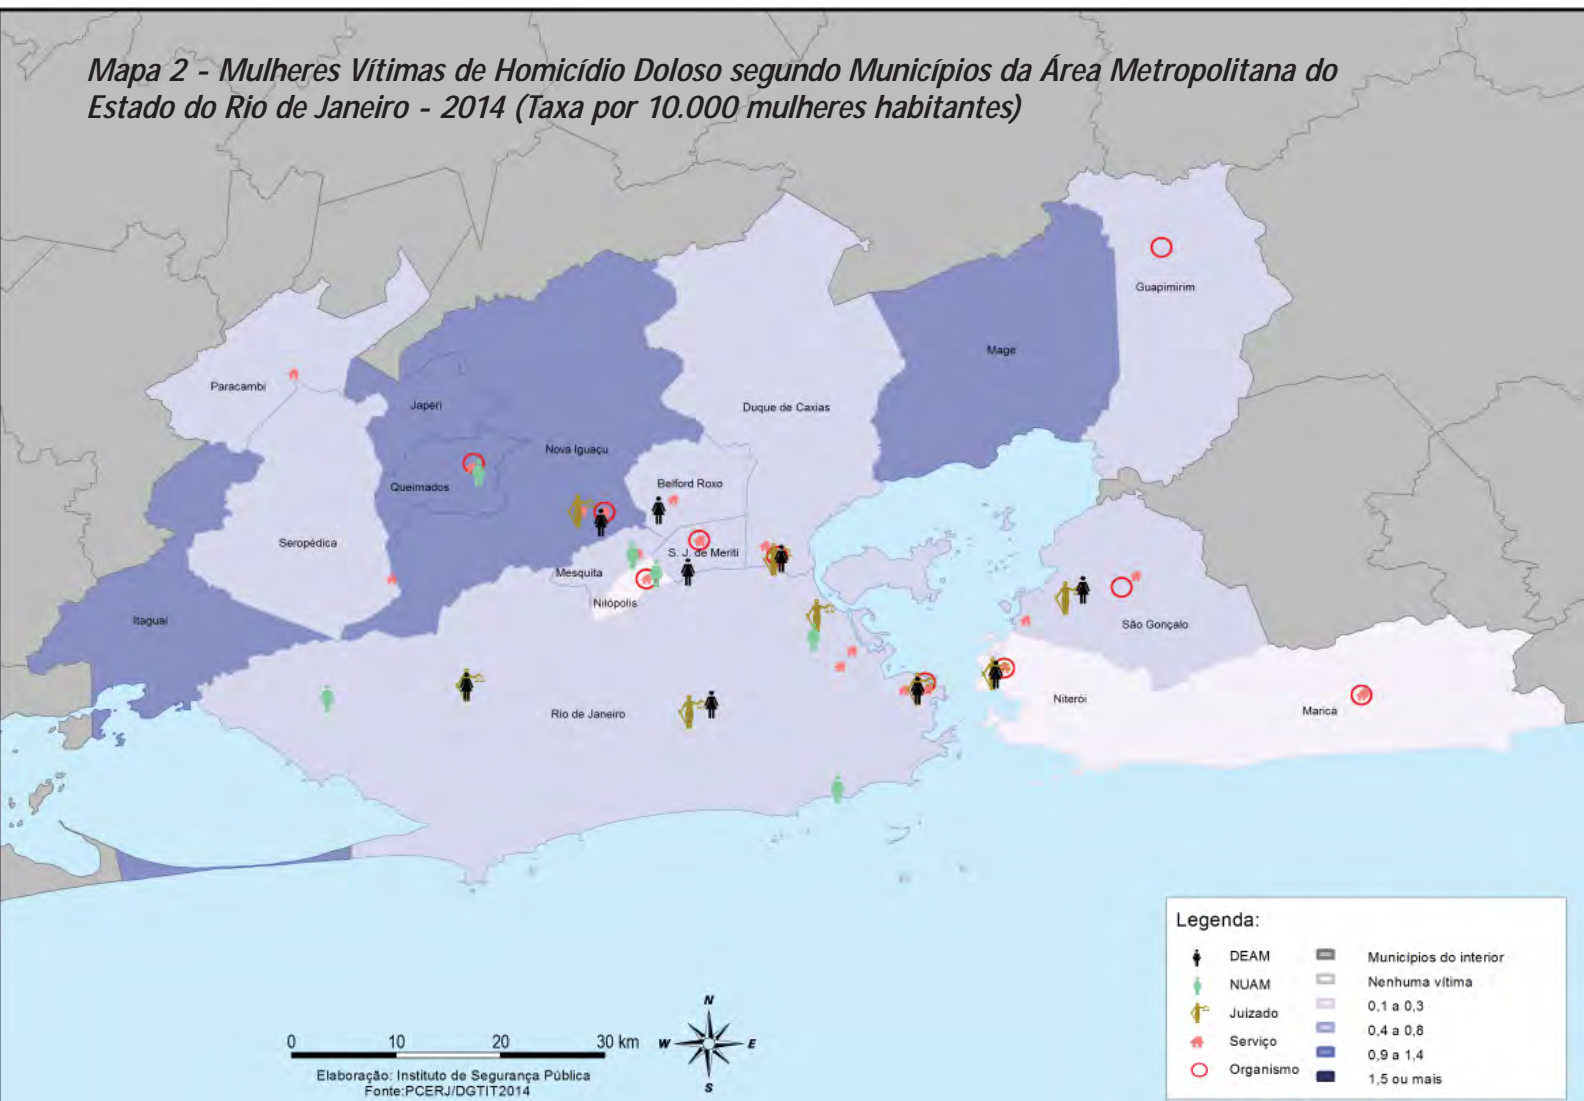 Mapa 2 - Mulheres Vítimas de Homicídio Doloso segundo Municípios da Área Metropolitana do
Estado do Rio de Janeiro - 2014 (Taxa por 10.000 mulheres habitantes)
Guapimirim
Mage
Paracambi
Japeri
Duque de Caxias
Nova Iguaçu
Queimados
Belford Roxo
Seropédica
S. J. de Meriti
Mesquita
Nilópolis
Itaguaí
São Gonçalo
Niterói
Maricá
Rio de Janeiro
Legenda:
DEAM
NUAM
Juizado
Serviço
Organismo
Municípios do interior
Nenhuma vítima
0,1 a 0,3
0,4 a 0,8
0,9 a 1,4
1,5 ou mais
N
W E
S
0 10 20 30 km
Elaboração: Instituto de Segurança Pública
Fonte:PCERJ/DGTIT2014